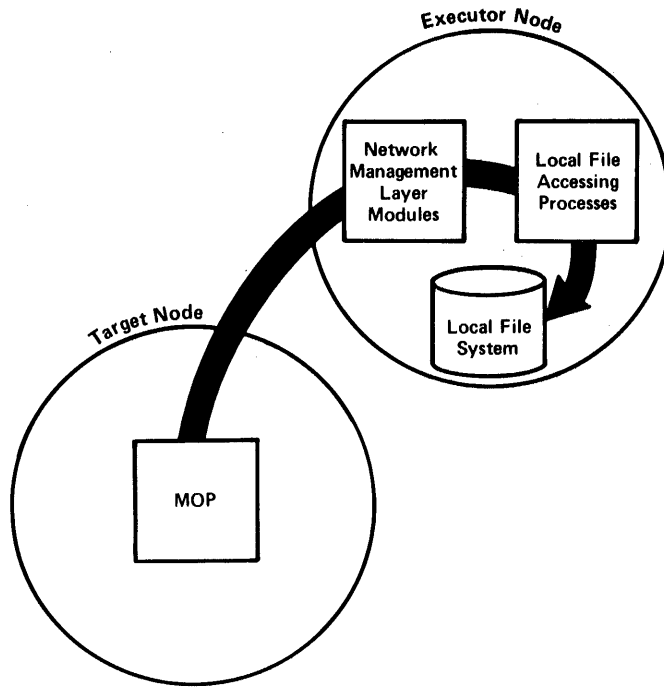 Executor Node
Network
Management
Layer
Modules
Local File
Accessing
Processes
Local File
System
Target Node
MOP